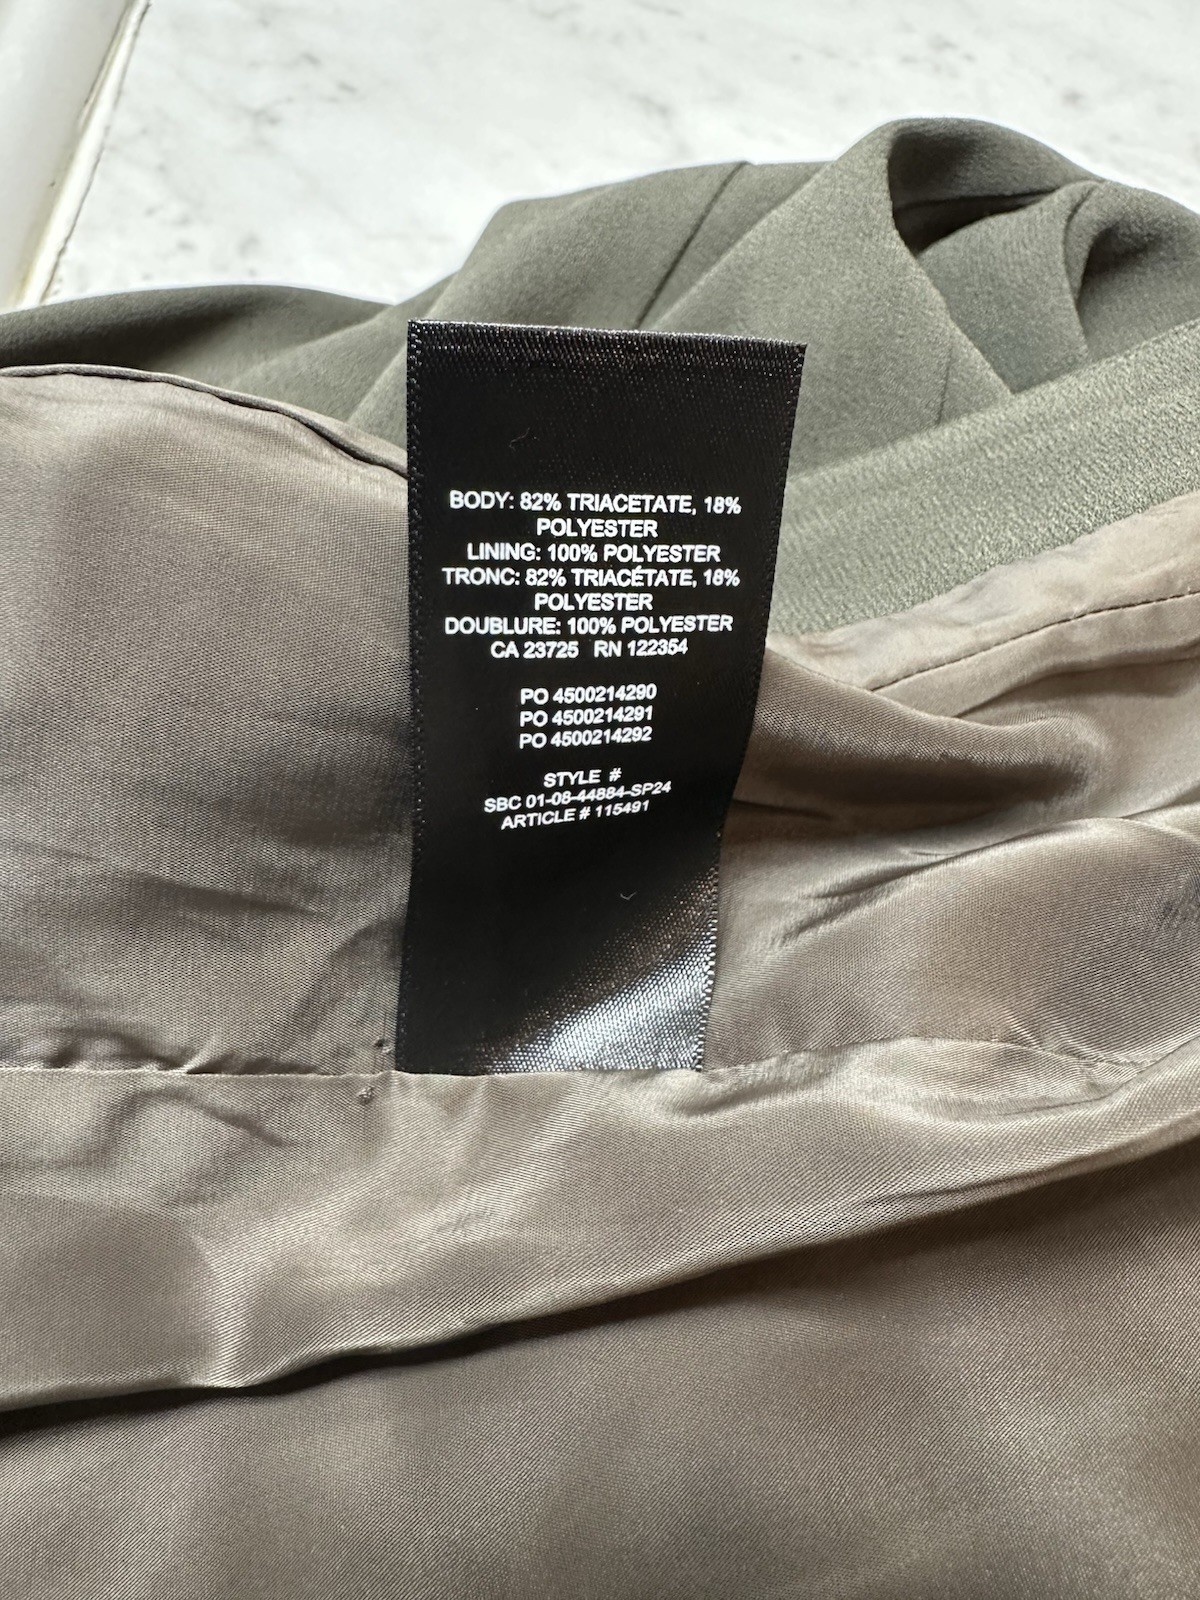 BODY: 82% TRIACETATE, 18%
POLYESTER
LINING: 100% POLYESTER
TRONC: 82% TRIACÉTATE, 18%
POLYESTER
DOUBLURE: 100% POLYESTER
CA 23725 RN 122354
PO 4500214290
PO 4500214291
PO 4500214292
STYLE #
SBC 01-08-44884-SP24
ARTICLE # 115491